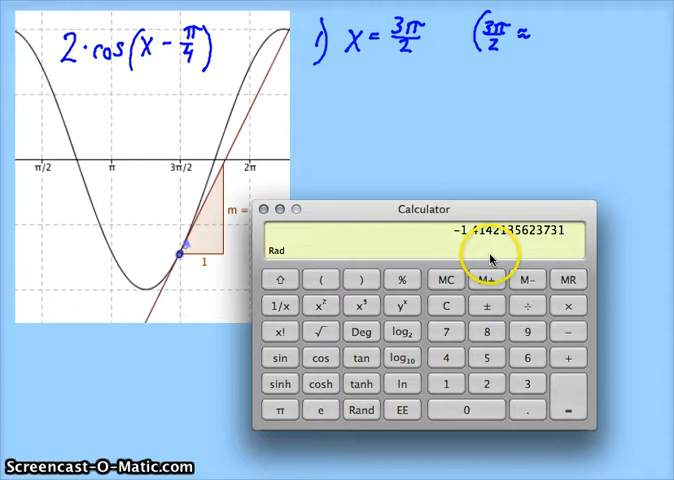 2·cos(x − π/4)
1) x = 3π/2
(3π/2 ≈
π/2 π 3π/2 2π
m =
1
Calculator
-1.4142135623731
Rad
⇧ ( ) % MC M+ M− MR
1/x x² x³ yˣ C ± ÷ ×
x! √ Deg log₂ 7 8 9 −
sin cos tan log₁₀ 4 5 6 +
sinh cosh tanh ln 1 2 3 =
π e Rand EE 0 .
Screencast-O-Matic.com